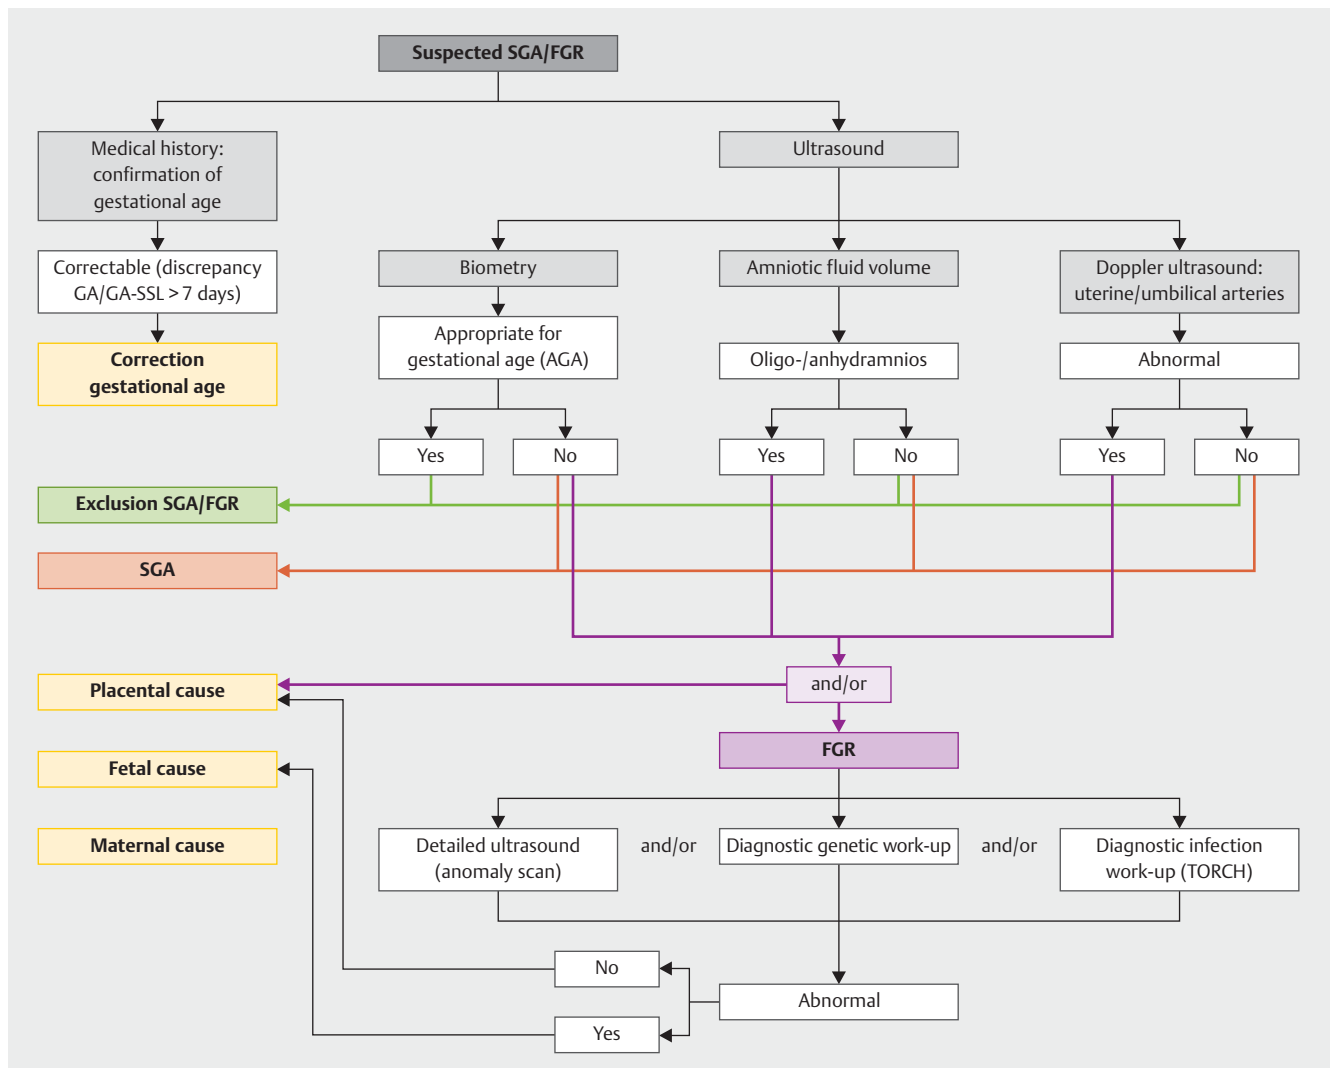 Suspected SGA/FGR
Medical history:
confirmation of
gestational age
Ultrasound
Correctable (discrepancy
GA/GA-SSL > 7 days)
Biometry
Amniotic fluid volume
Doppler ultrasound:
uterine/umbilical arteries
Correction
gestational age
Appropriate for
gestational age (AGA)
Oligo-/anhydramnios
Abnormal
Yes
No
Yes
No
Yes
No
Exclusion SGA/FGR
SGA
Placental cause
and/or
FGR
Fetal cause
Maternal cause
Detailed ultrasound
(anomaly scan)
and/or
Diagnostic genetic work-up
and/or
Diagnostic infection
work-up (TORCH)
No
Abnormal
Yes